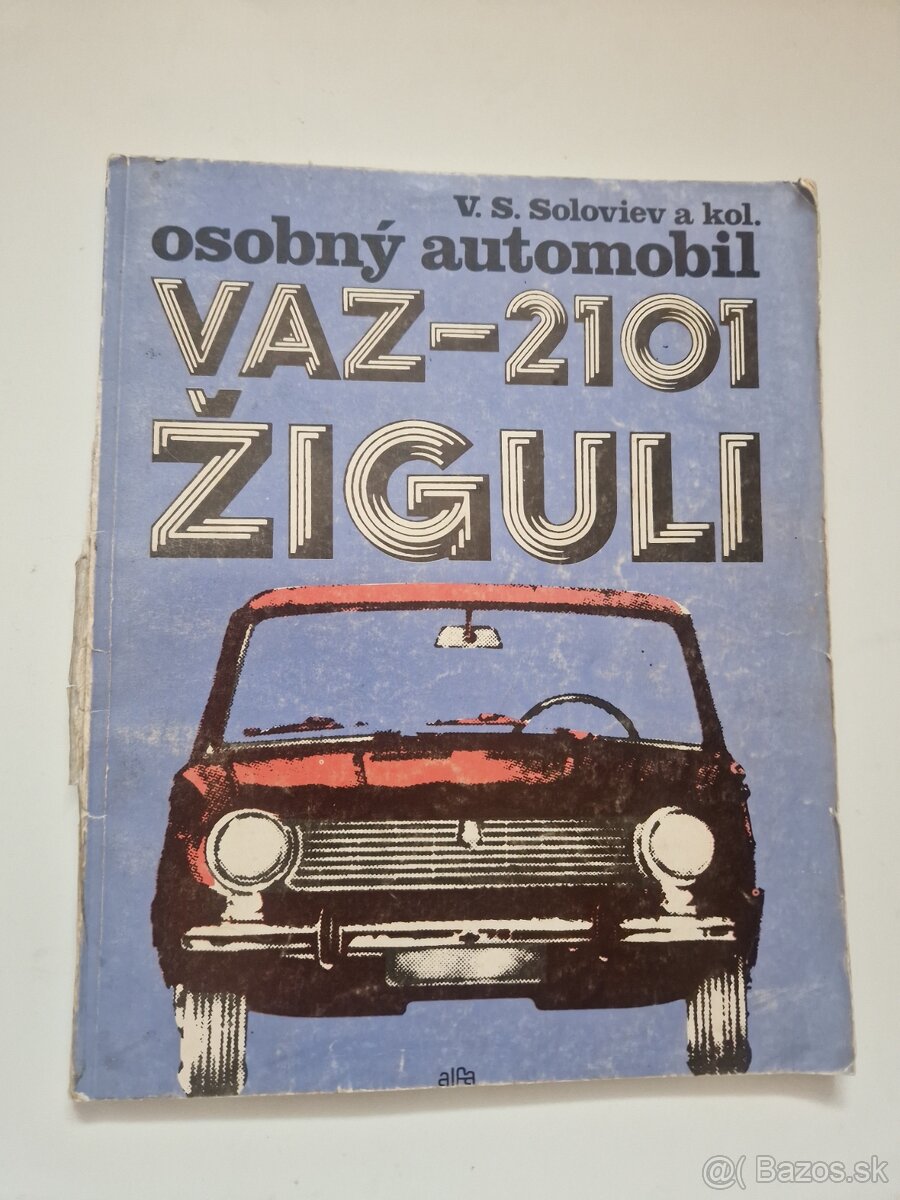 V. S. Soloviev a kol.
osobný automobil
VAZ-2101
ŽIGULI
alfa
@( Bazos.sk